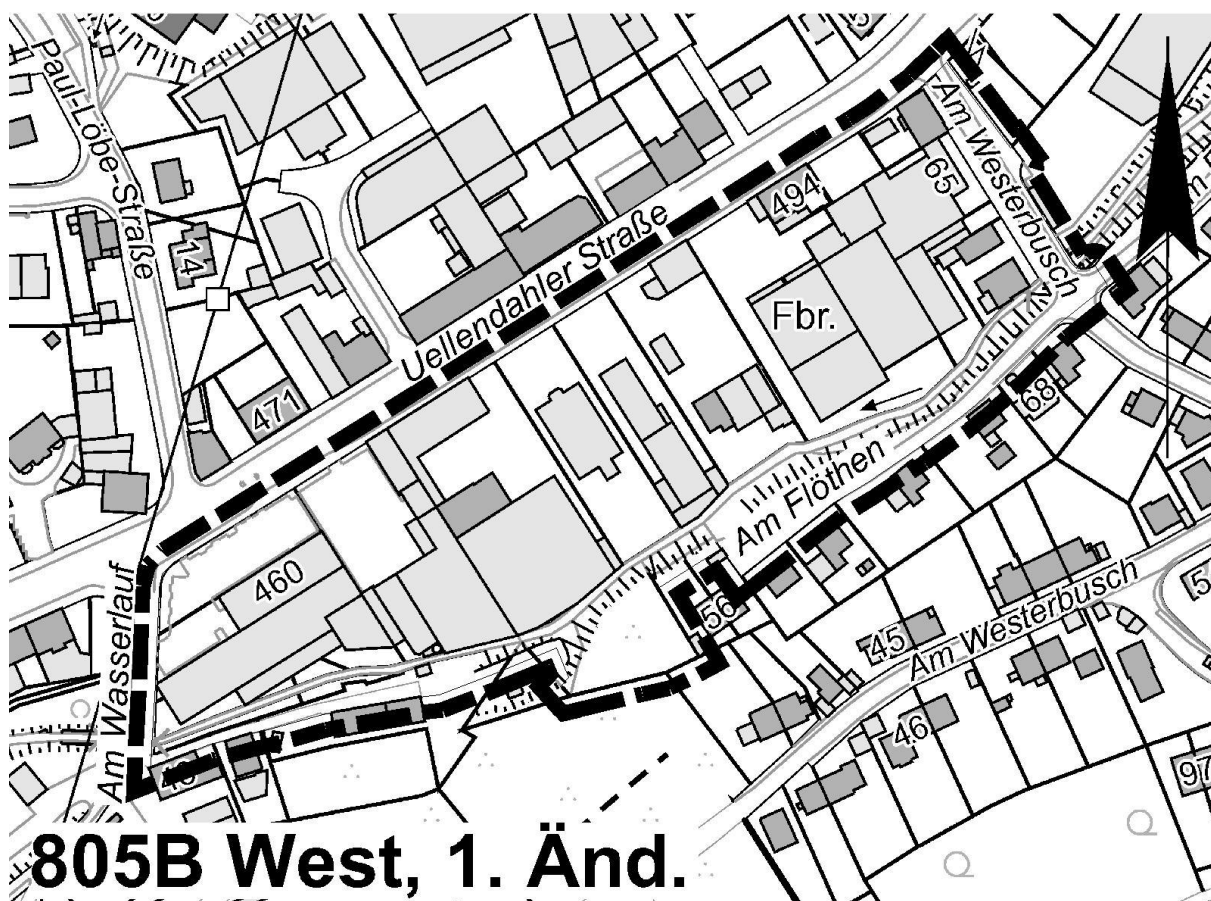 Paul-Löbe-Straße
Am Westerbusch
65
494
14
Uellendahler Straße
Fbr.
471
68
Am Flöthen
460
Am Wasserlauf
56
Am Westerbusch
45
46
97
805B West, 1. Änd.